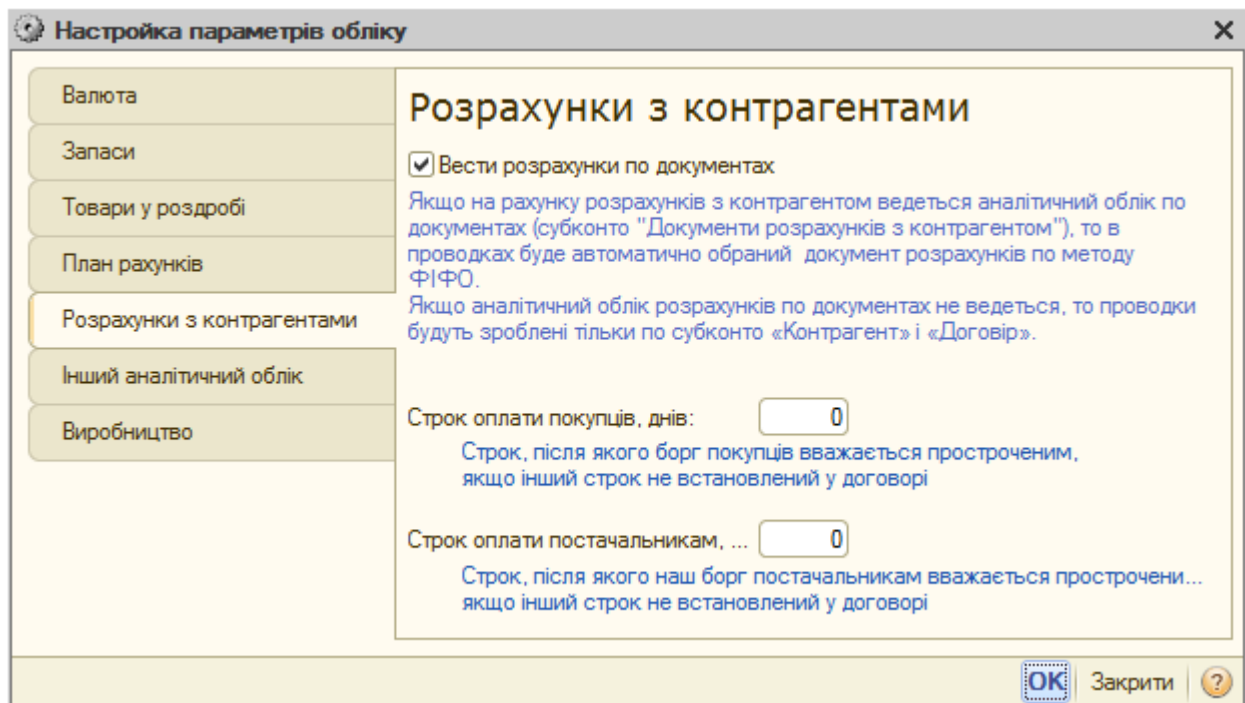 Настройка параметрів обліку
Валюта
Запаси
Товари у роздробі
План рахунків
Розрахунки з контрагентами
Інший аналітичний облік
Виробництво
Розрахунки з контрагентами
Вести розрахунки по документах
Якщо на рахунку розрахунків з контрагентом ведеться аналітичний облік по
документах (субконто "Документи розрахунків з контрагентом"), то в
проводках буде автоматично обраний документ розрахунків по методу
ФІФО.
Якщо аналітичний облік розрахунків по документах не ведеться, то проводки
будуть зроблені тільки по субконто «Контрагент» і «Договір».
Строк оплати покупців, днів: 0
Строк, після якого борг покупців вважається простроченим,
якщо інший строк не встановлений у договорі
Строк оплати постачальникам, ... 0
Строк, після якого наш борг постачальникам вважається прострочени...
якщо інший строк не встановлений у договорі
OK Закрити ?